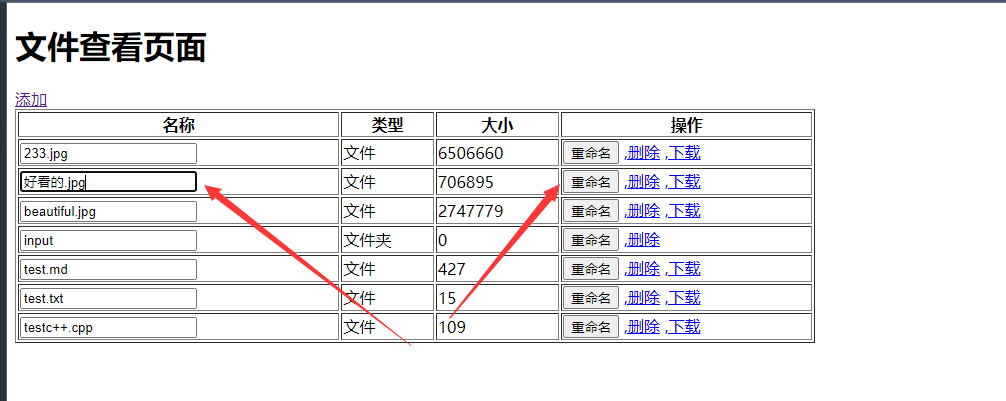 文件查看页面
添加
名称 类型 大小 操作
233.jpg 文件 6506660 重命名 ,删除 ,下载
好看的.jpg 文件 706895 重命名 ,删除 ,下载
beautiful.jpg 文件 2747779 重命名 ,删除 ,下载
input 文件夹 0 重命名 ,删除
test.md 文件 427 重命名 ,删除 ,下载
test.txt 文件 15 重命名 ,删除 ,下载
testc++.cpp 文件 109 重命名 ,删除 ,下载